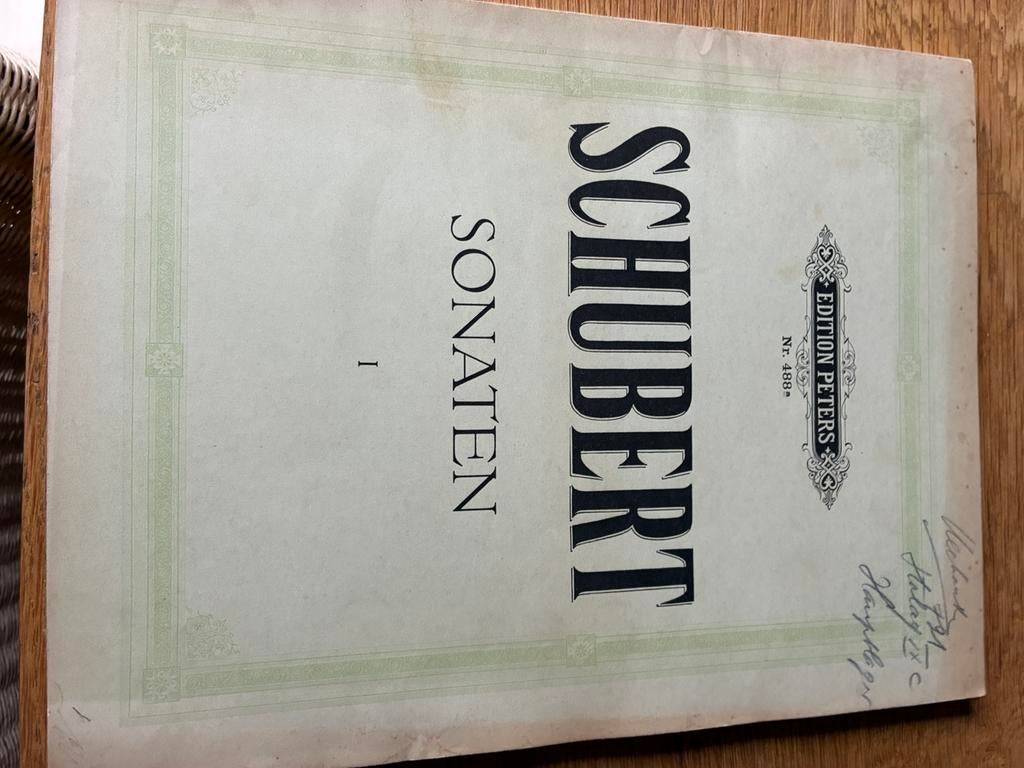 EDITION PETERS
Nr. 488a
SCHUBERT
SONATEN
I